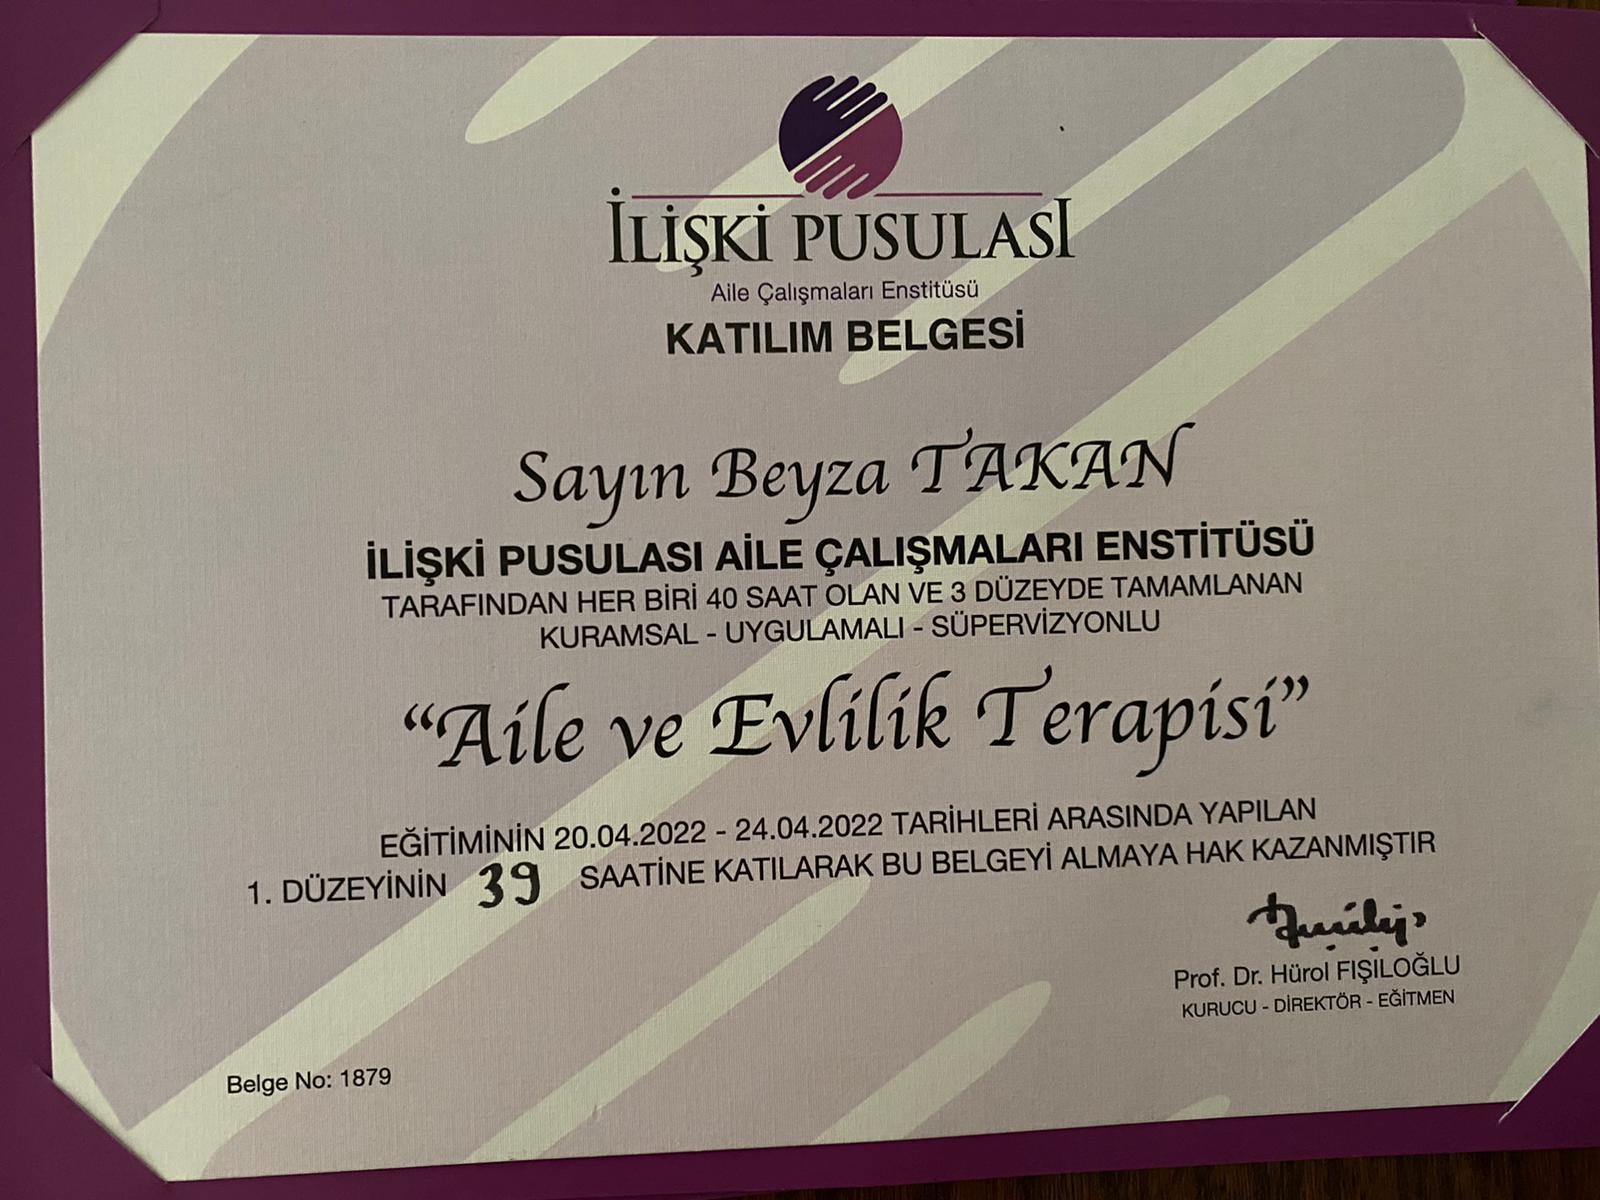 İLİŞKİ PUSULASI
Aile Çalışmaları Enstitüsü
KATILIM BELGESİ
Sayın Beyza TAKAN
İLİŞKİ PUSULASI AİLE ÇALIŞMALARI ENSTİTÜSÜ
TARAFINDAN HER BİRİ 40 SAAT OLAN VE 3 DÜZEYDE TAMAMLANAN
KURAMSAL - UYGULAMALI - SÜPERVİZYONLU
“Aile ve Evlilik Terapisi”
EĞİTİMİNİN 20.04.2022 - 24.04.2022 TARİHLERİ ARASINDA YAPILAN
1. DÜZEYİNİN 39 SAATİNE KATILARAK BU BELGEYİ ALMAYA HAK KAZANMIŞTIR
Prof. Dr. Hürol FIŞILOĞLU
KURUCU - DİREKTÖR - EĞİTMEN
Belge No: 1879